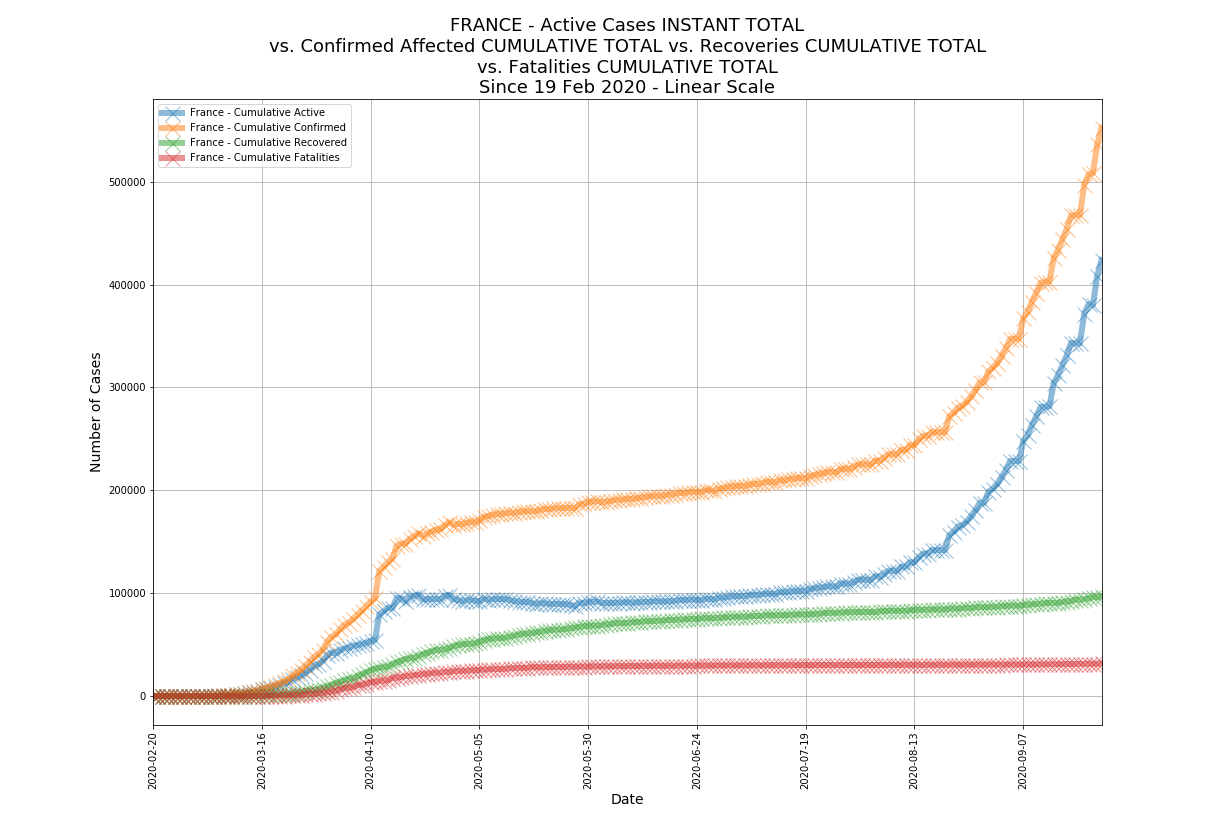 FRANCE - Active Cases INSTANT TOTAL
vs. Confirmed Affected CUMULATIVE TOTAL vs. Recoveries CUMULATIVE TOTAL
vs. Fatalities CUMULATIVE TOTAL
Since 19 Feb 2020 - Linear Scale
France - Cumulative Active
France - Cumulative Confirmed
France - Cumulative Recovered
France - Cumulative Fatalities
500000
400000
300000
200000
100000
0
Number of Cases
2020-02-20
2020-03-16
2020-04-10
2020-05-05
2020-05-30
2020-06-24
2020-07-19
2020-08-13
2020-09-07
Date